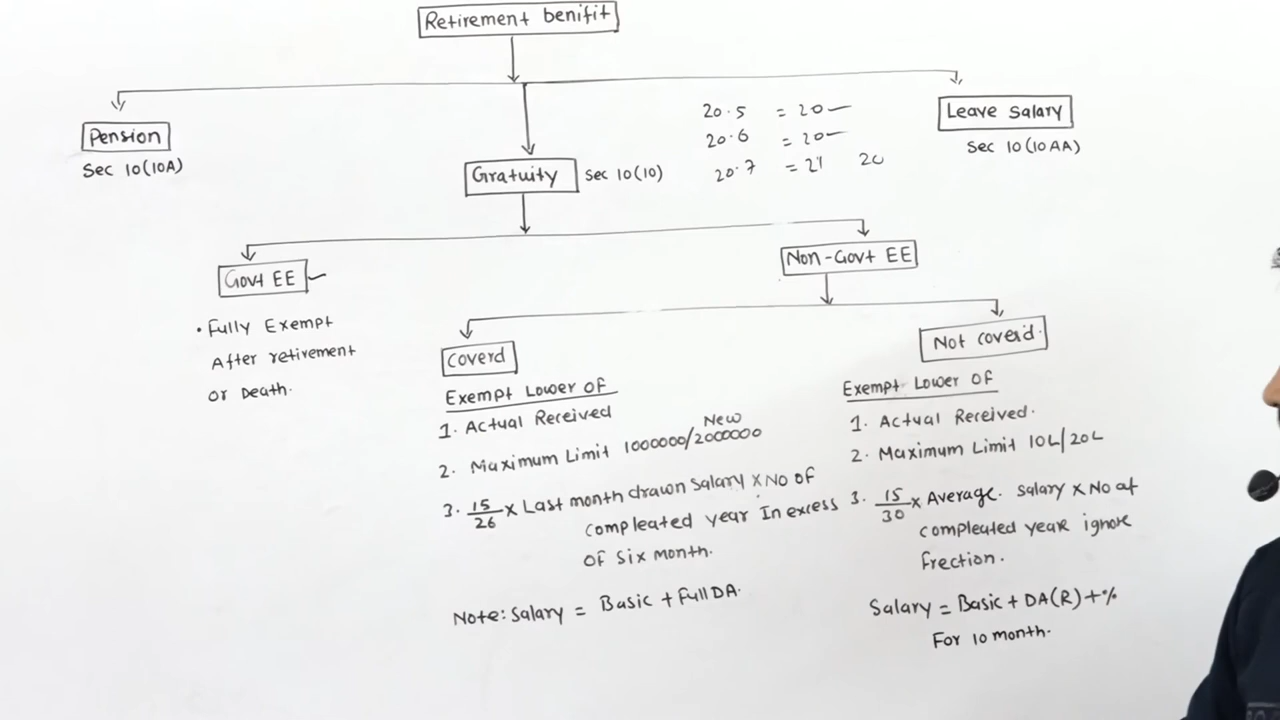 Retirement benifit
Pension
Sec 10(10A)
Gratuity
Sec 10(10)
20.5 = 20
20.6 = 20
20.7 = 21 20
Leave Salary
Sec 10(10AA)
Govt EE
• Fully Exempt
After retirement
or Death.
Non-Govt EE
Coverd
Exempt Lower of
1. Actual Received
New
2. Maximum Limit 1000000/2000000
3. 15/26 x Last month drawn salary x No of
compleated year In excess
of six month.
Note: Salary = Basic + Full DA.
Not coverd.
Exempt Lower of
1. Actual Received.
2. Maximum Limit 10L/20L
3. 15/30 x Average. Salary x No of
compleated year ignore
frection.
Salary = Basic + DA(R) + %
For 10 month.